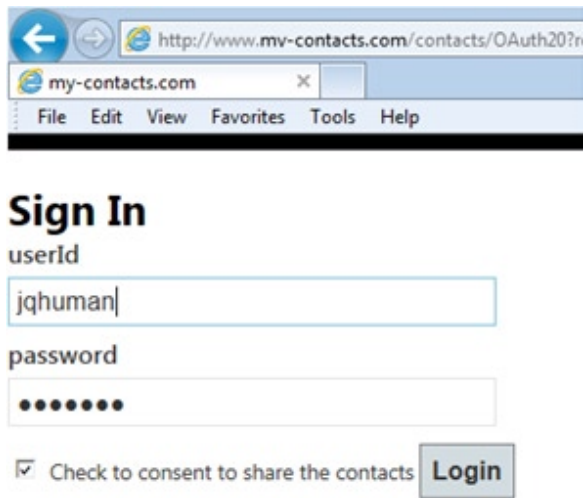 http://www.my-contacts.com/contacts/OAuth20?r
my-contacts.com
File Edit View Favorites Tools Help
Sign In
userId
jqhuman
password
●●●●●●●
Check to consent to share the contacts Login